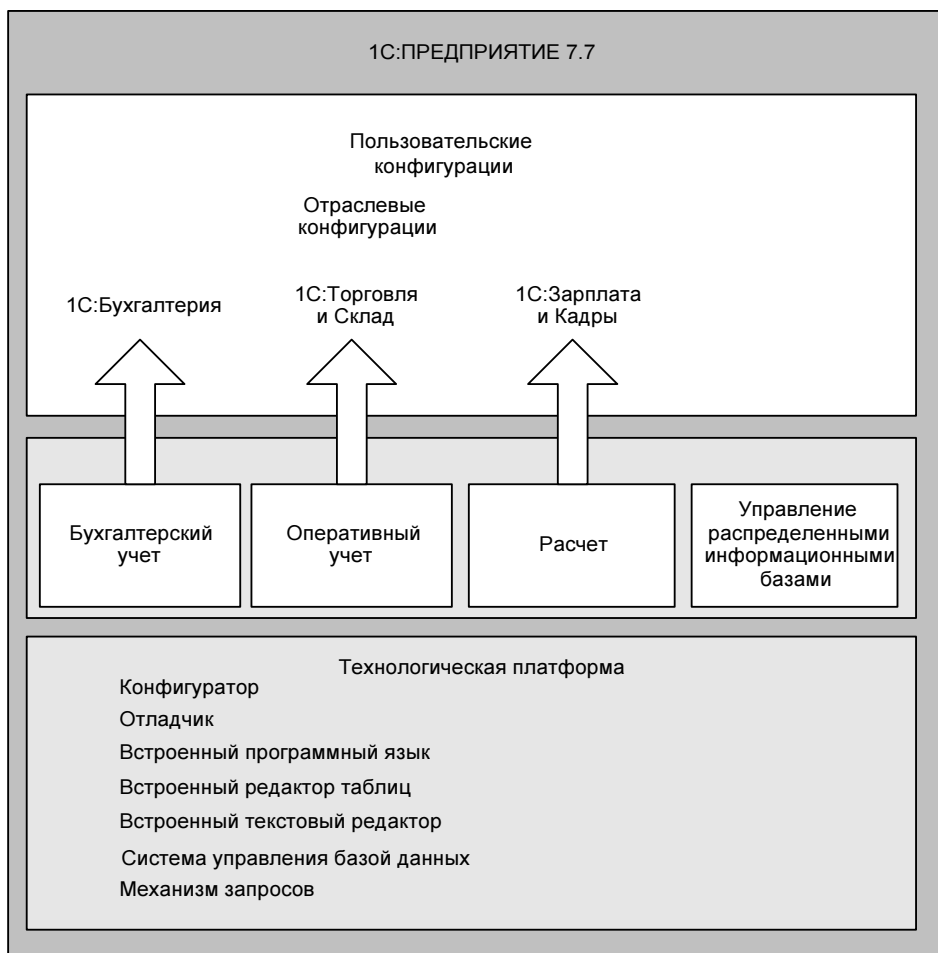 1С:ПРЕДПРИЯТИЕ 7.7
Пользовательские
конфигурации
Отраслевые
конфигурации
1С:Бухгалтерия
1С:Торговля
и Склад
1С:Зарплата
и Кадры
Бухгалтерский
учет
Оперативный
учет
Расчет
Управление
распределенными
информационными
базами
Технологическая платформа
Конфигуратор
Отладчик
Встроенный программный язык
Встроенный редактор таблиц
Встроенный текстовый редактор
Система управления базой данных
Механизм запросов